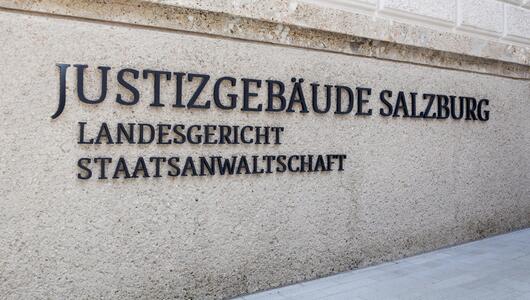 JUSTIZGEBÄUDE SALZBURG
LANDESGERICHT
STAATSANWALTSCHAFT